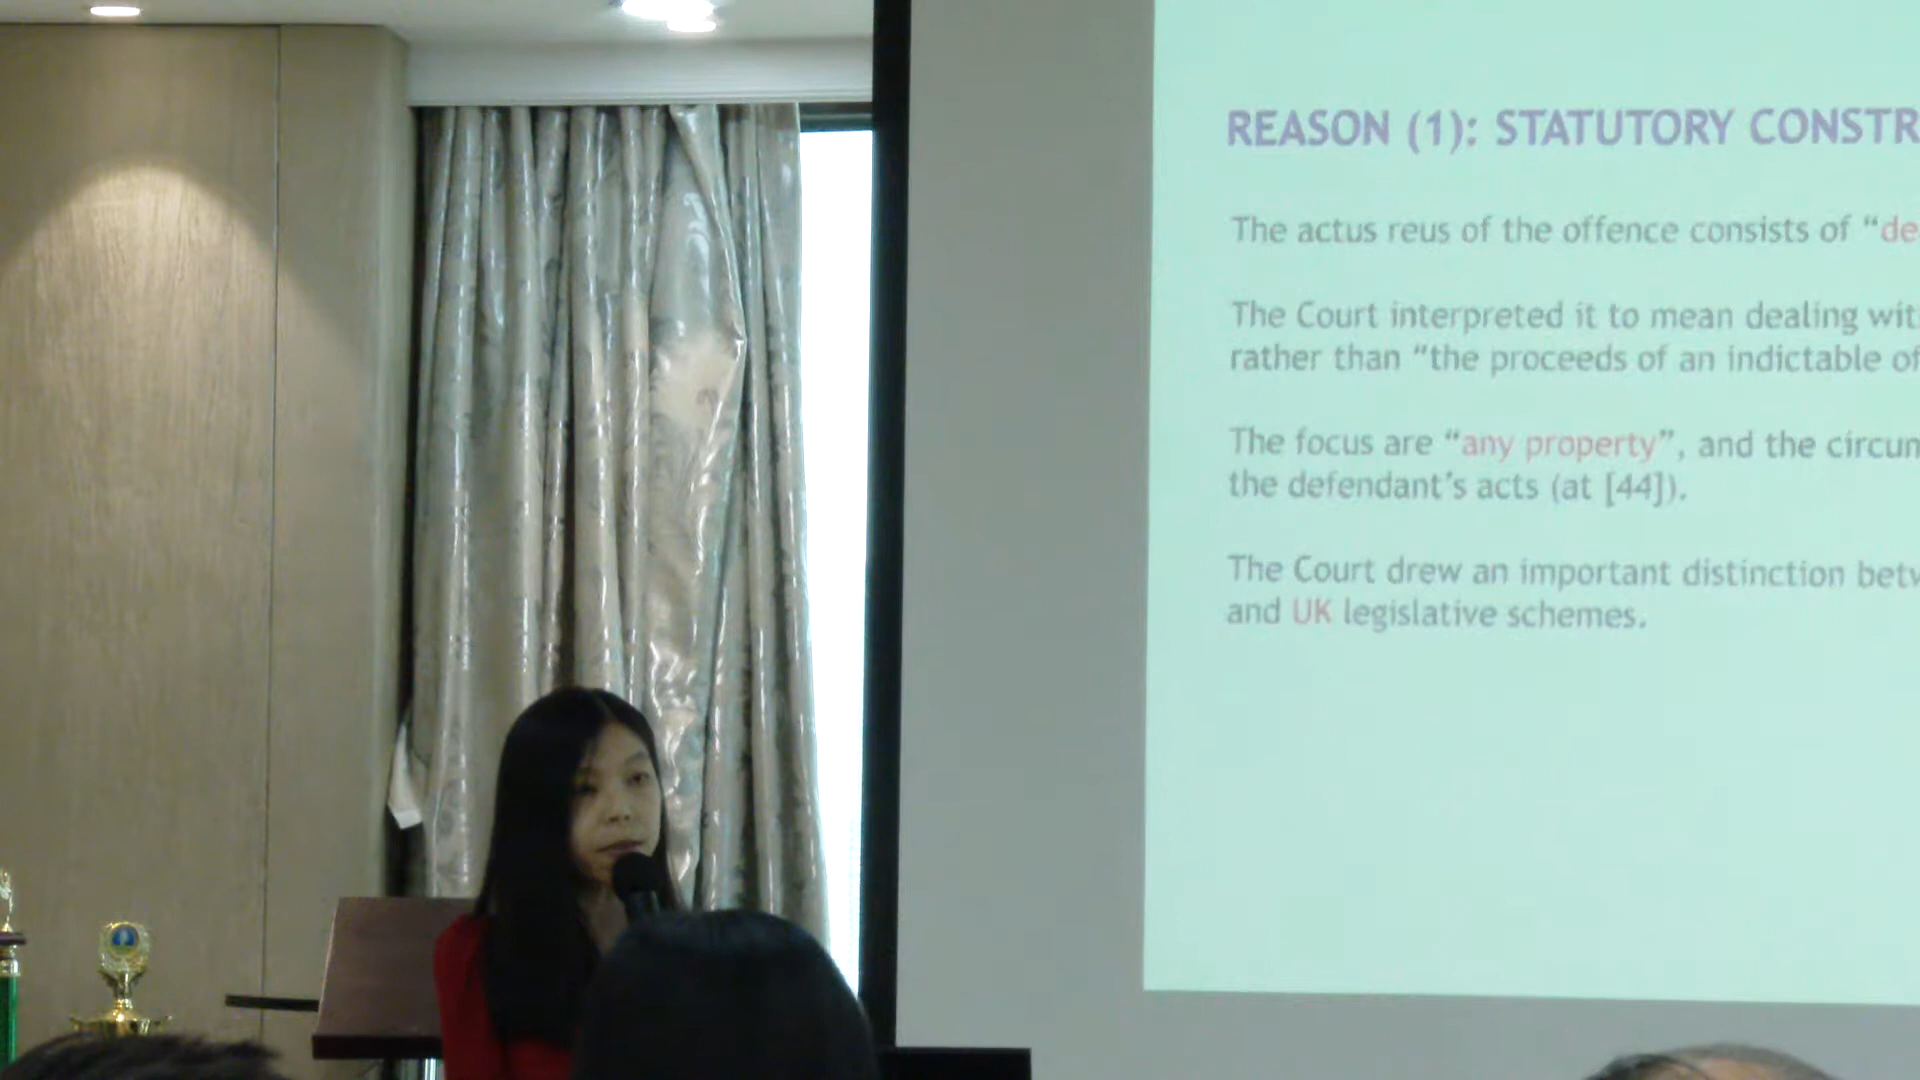 REASON (1): STATUTORY CONSTR
The actus reus of the offence consists of “de
The Court interpreted it to mean dealing wit
rather than “the proceeds of an indictable of
The focus are “any property”, and the circum
the defendant’s acts (at [44]).
The Court drew an important distinction betw
and UK legislative schemes.